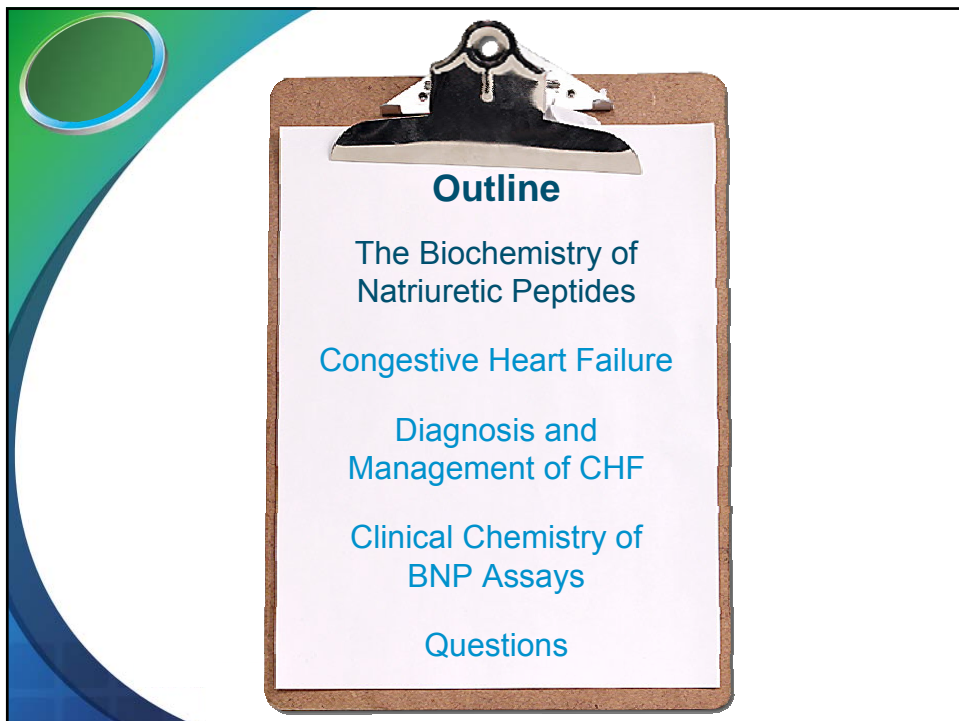 Outline
The Biochemistry of
Natriuretic Peptides
Congestive Heart Failure
Diagnosis and
Management of CHF
Clinical Chemistry of
BNP Assays
Questions